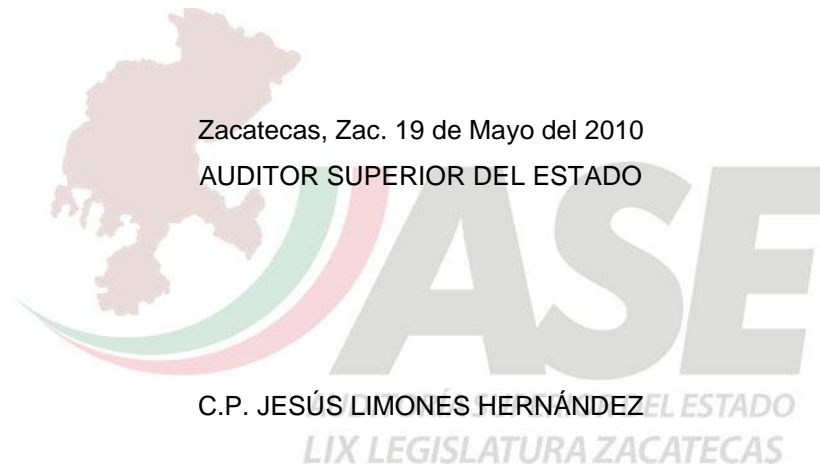 Zacatecas, Zac. 19 de Mayo del 2010
AUDITOR SUPERIOR DEL ESTADO
ASE
C.P. JESÚS LIMONES HERNÁNDEZ
EL ESTADO
LIX LEGISLATURA ZACATECAS